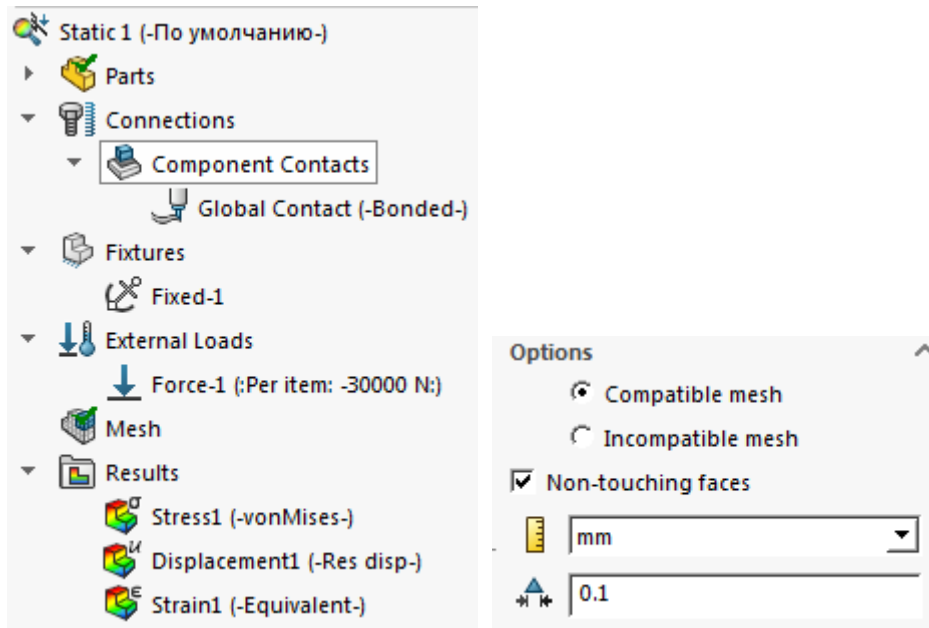 Static 1 (-По умолчанию-)
Parts
Connections
Component Contacts
Global Contact (-Bonded-)
Fixtures
Fixed-1
External Loads
Force-1 (:Per item: -30000 N:)
Mesh
Results
Stress1 (-vonMises-)
Displacement1 (-Res disp-)
Strain1 (-Equivalent-)
Options
Compatible mesh
Incompatible mesh
Non-touching faces
mm
0.1